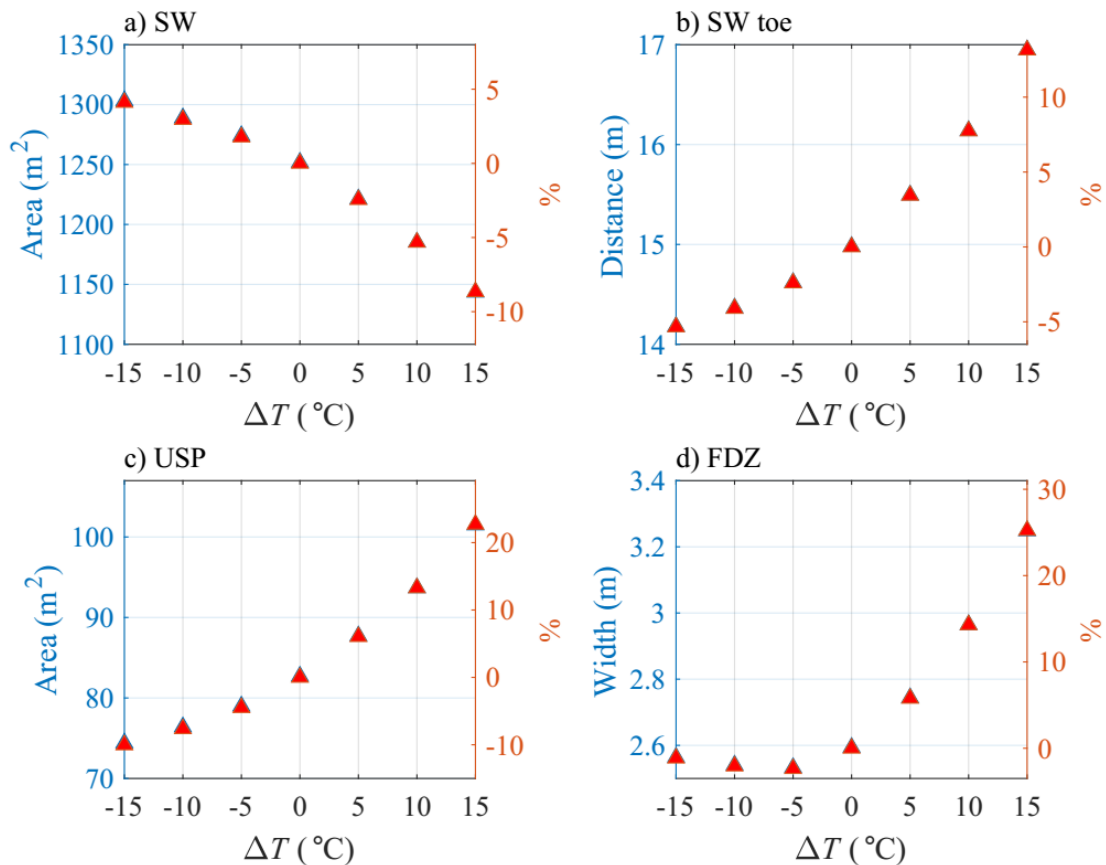 a) SW
1350
1300
1250
1200
1150
1100
Area (m²)
5
0
-5
-10
%
-15 -10 -5 0 5 10 15
ΔT (°C)
b) SW toe
17
16
15
14
Distance (m)
10
5
0
-5
%
-15 -10 -5 0 5 10 15
ΔT (°C)
c) USP
100
90
80
70
Area (m²)
20
10
0
-10
%
-15 -10 -5 0 5 10 15
ΔT (°C)
d) FDZ
3.4
3.2
3
2.8
2.6
Width (m)
30
20
10
0
%
-15 -10 -5 0 5 10 15
ΔT (°C)